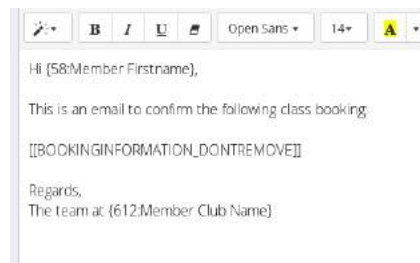 B I U Open Sans 14 A
Hi {58:Member Firstname},
This is an email to confirm the following class booking:
[[BOOKINGINFORMATION_DONTREMOVE]]
Regards,
The team at {612:Member Club Name}